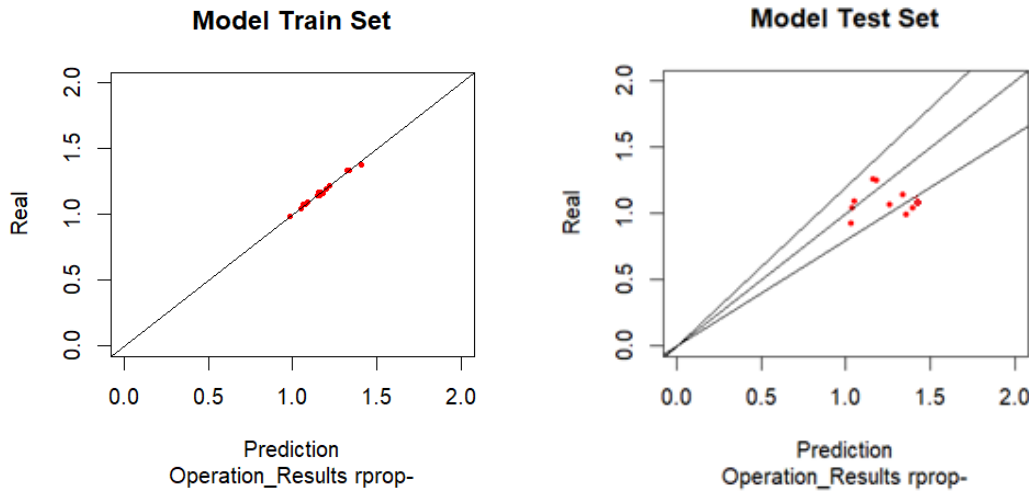 Model Train Set
2.0
1.5
1.0
0.5
0.0
Real
0.0 0.5 1.0 1.5 2.0
Prediction
Operation_Results rprop-
Model Test Set
2.0
1.5
1.0
0.5
0.0
Real
0.0 0.5 1.0 1.5 2.0
Prediction
Operation_Results rprop-